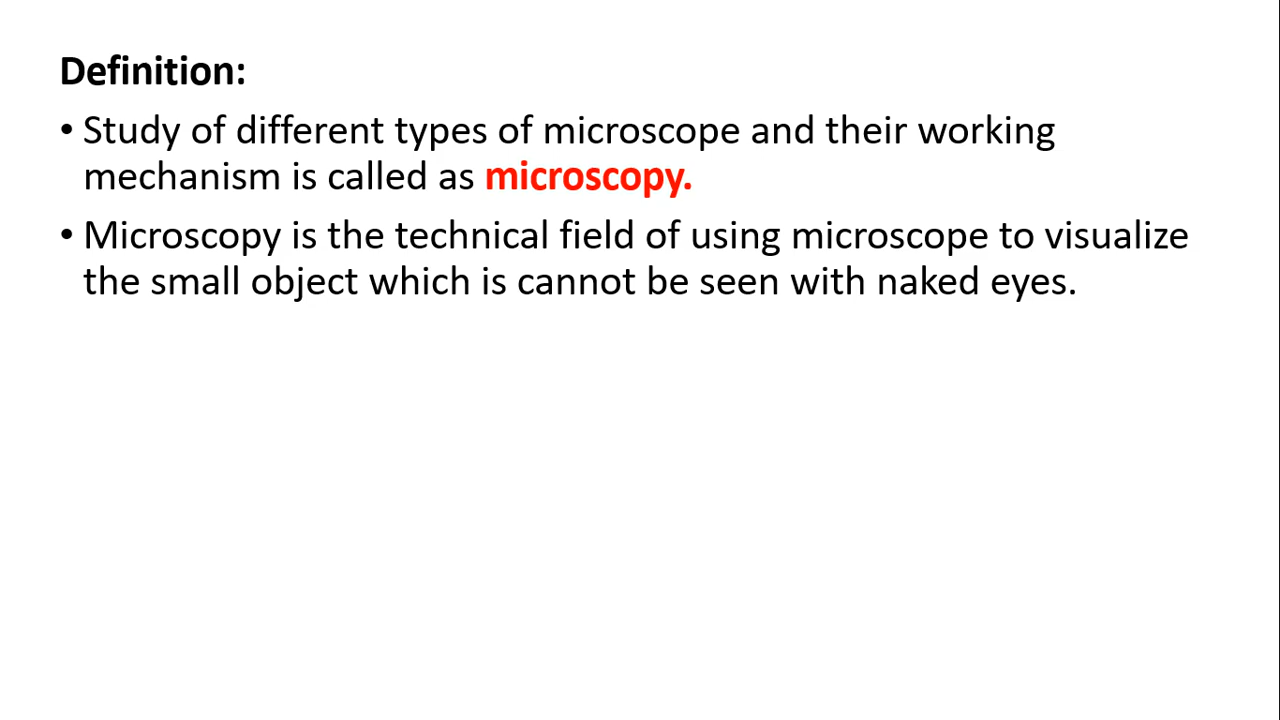 Definition:
• Study of different types of microscope and their working
mechanism is called as microscopy.
• Microscopy is the technical field of using microscope to visualize
the small object which is cannot be seen with naked eyes.